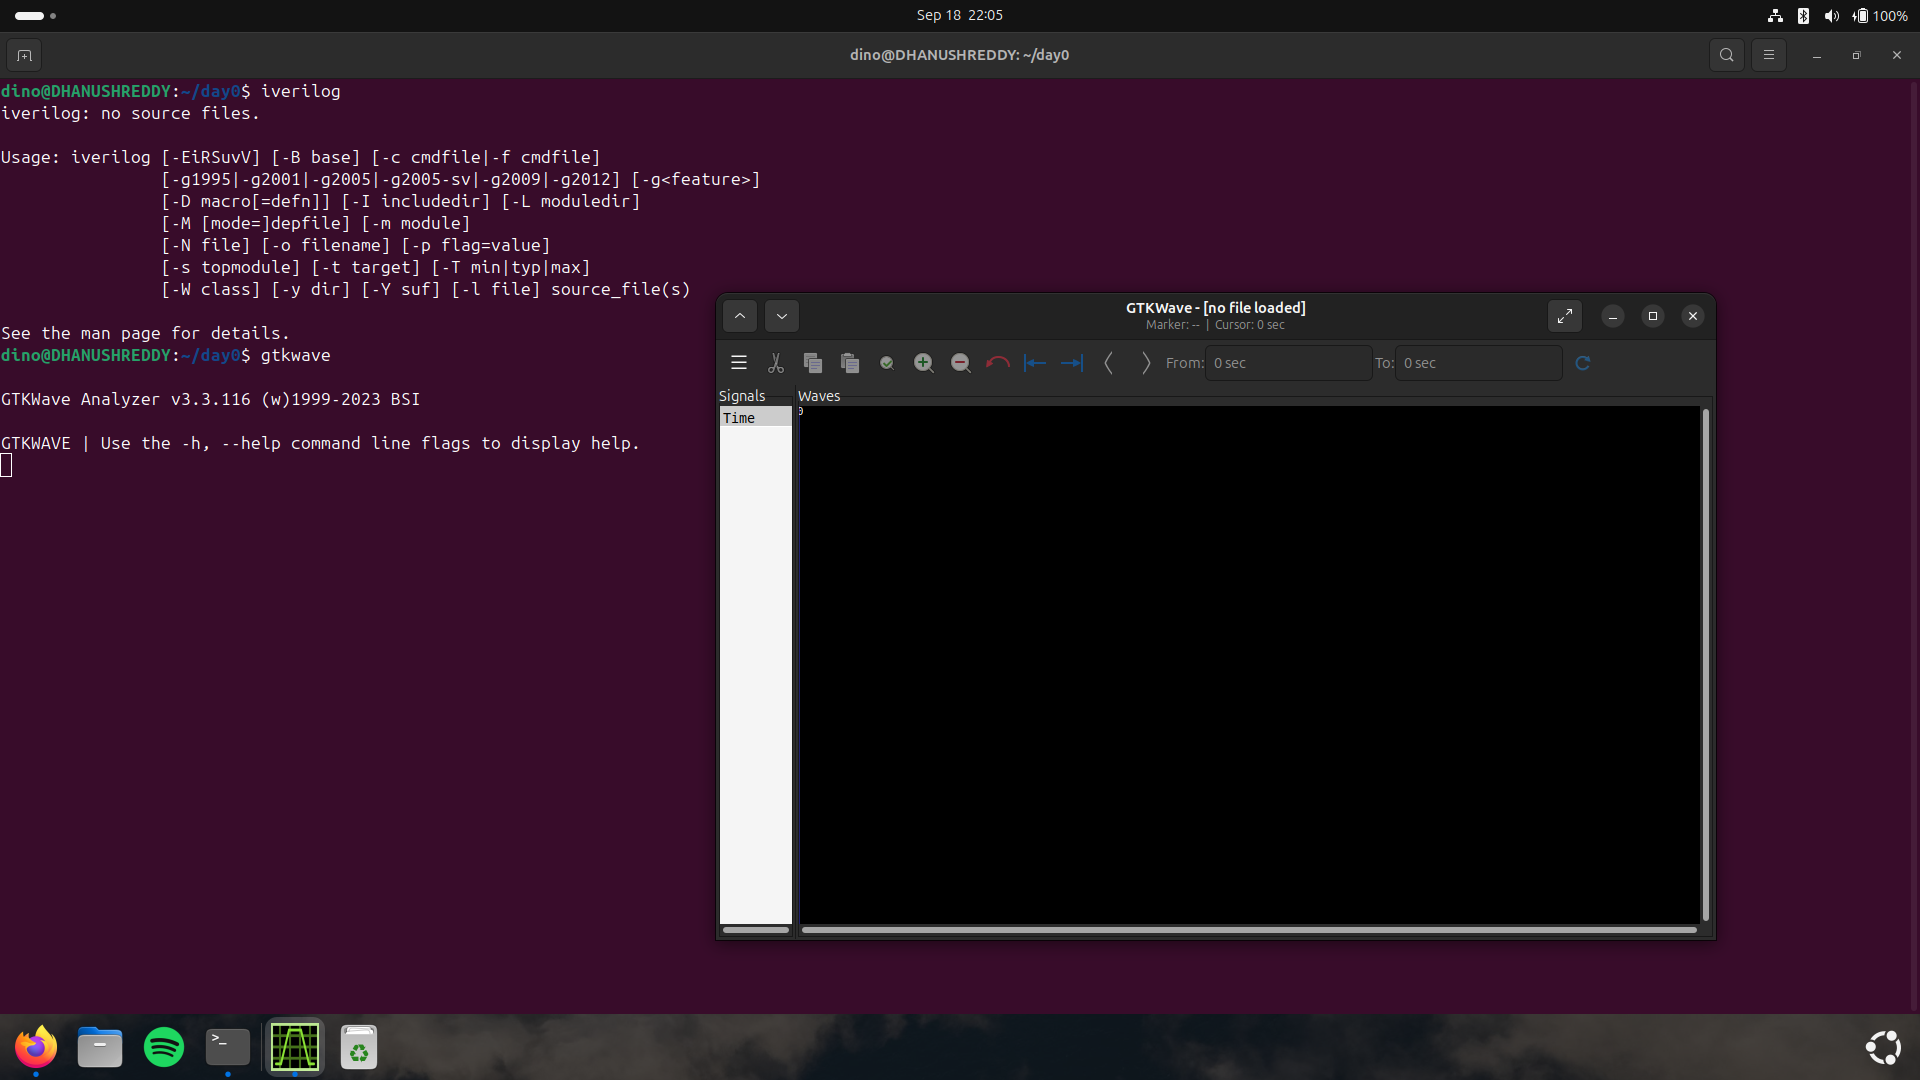 Sep 18 22:05
100%
dino@DHANUSHREDDY: ~/day0
dino@DHANUSHREDDY:~/day0$ iverilog
iverilog: no source files.
Usage: iverilog [-EiRSuvV] [-B base] [-c cmdfile|-f cmdfile]
[-g1995|-g2001|-g2005|-g2005-sv|-g2009|-g2012] [-g<feature>]
[-D macro[=defn]] [-I includedir] [-L moduledir]
[-M [mode=]depfile] [-m module]
[-N file] [-o filename] [-p flag=value]
[-s topmodule] [-t target] [-T min|typ|max]
[-W class] [-y dir] [-Y suf] [-l file] source_file(s)
See the man page for details.
dino@DHANUSHREDDY:~/day0$ gtkwave
GTKWave Analyzer v3.3.116 (w)1999-2023 BSI
GTKWAVE | Use the -h, --help command line flags to display help.
GTKWave - [no file loaded]
Marker: -- | Cursor: 0 sec
From: 0 sec To: 0 sec
Signals
Waves
Time
0
>_